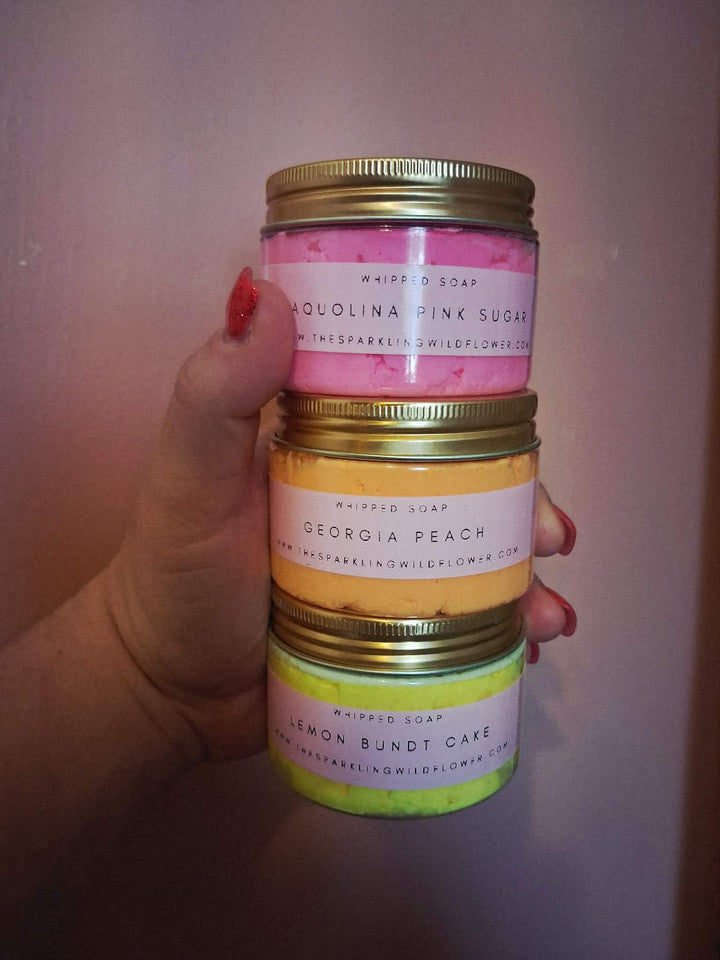 WHIPPED SOAP
AQUOLINA PINK SUGAR
W.THESPARKLINGWILDFLOWER.COM
WHIPPED SOAP
GEORGIA PEACH
WWW.THESPARKLINGWILDFLOWER.COM
WHIPPED SOAP
LEMON BUNDT CAKE
WWW.THESPARKLINGWILDFLOWER.COM